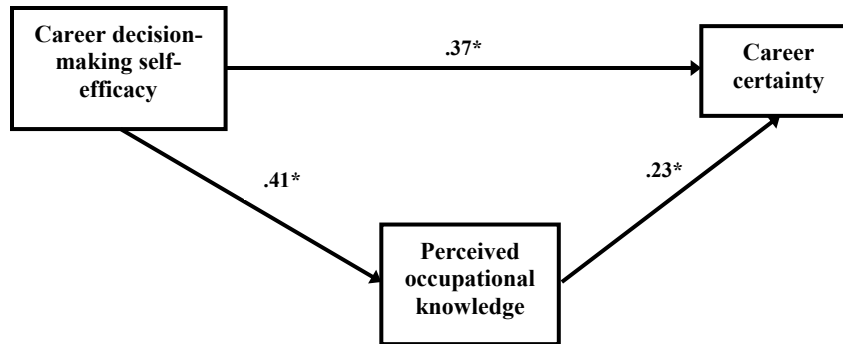 Career decision-
making self-
efficacy
.37*
Career
certainty
.41*
.23*
Perceived
occupational
knowledge